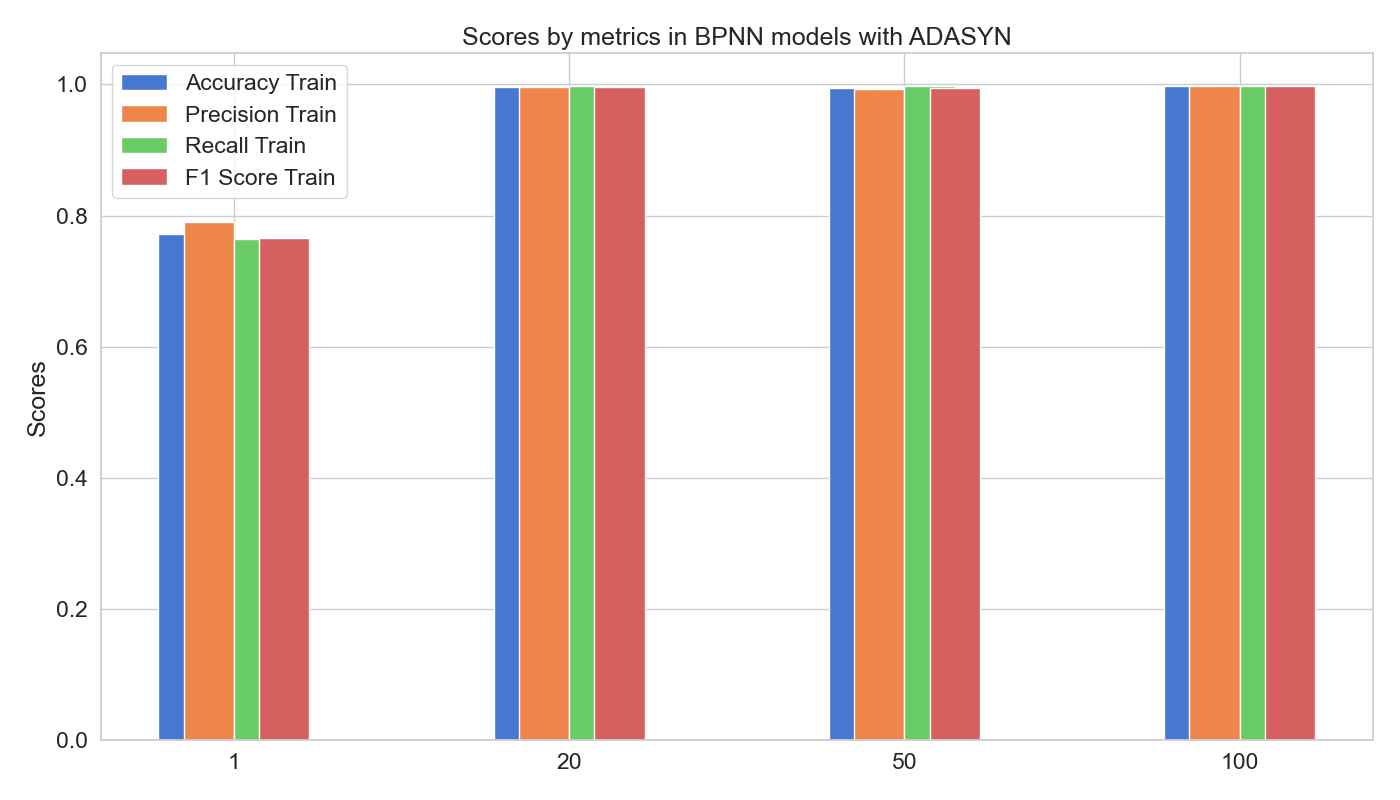 Scores by metrics in BPNN models with ADASYN
Accuracy Train
Precision Train
Recall Train
F1 Score Train
Scores
1.0
0.8
0.6
0.4
0.2
0.0
1 20 50 100